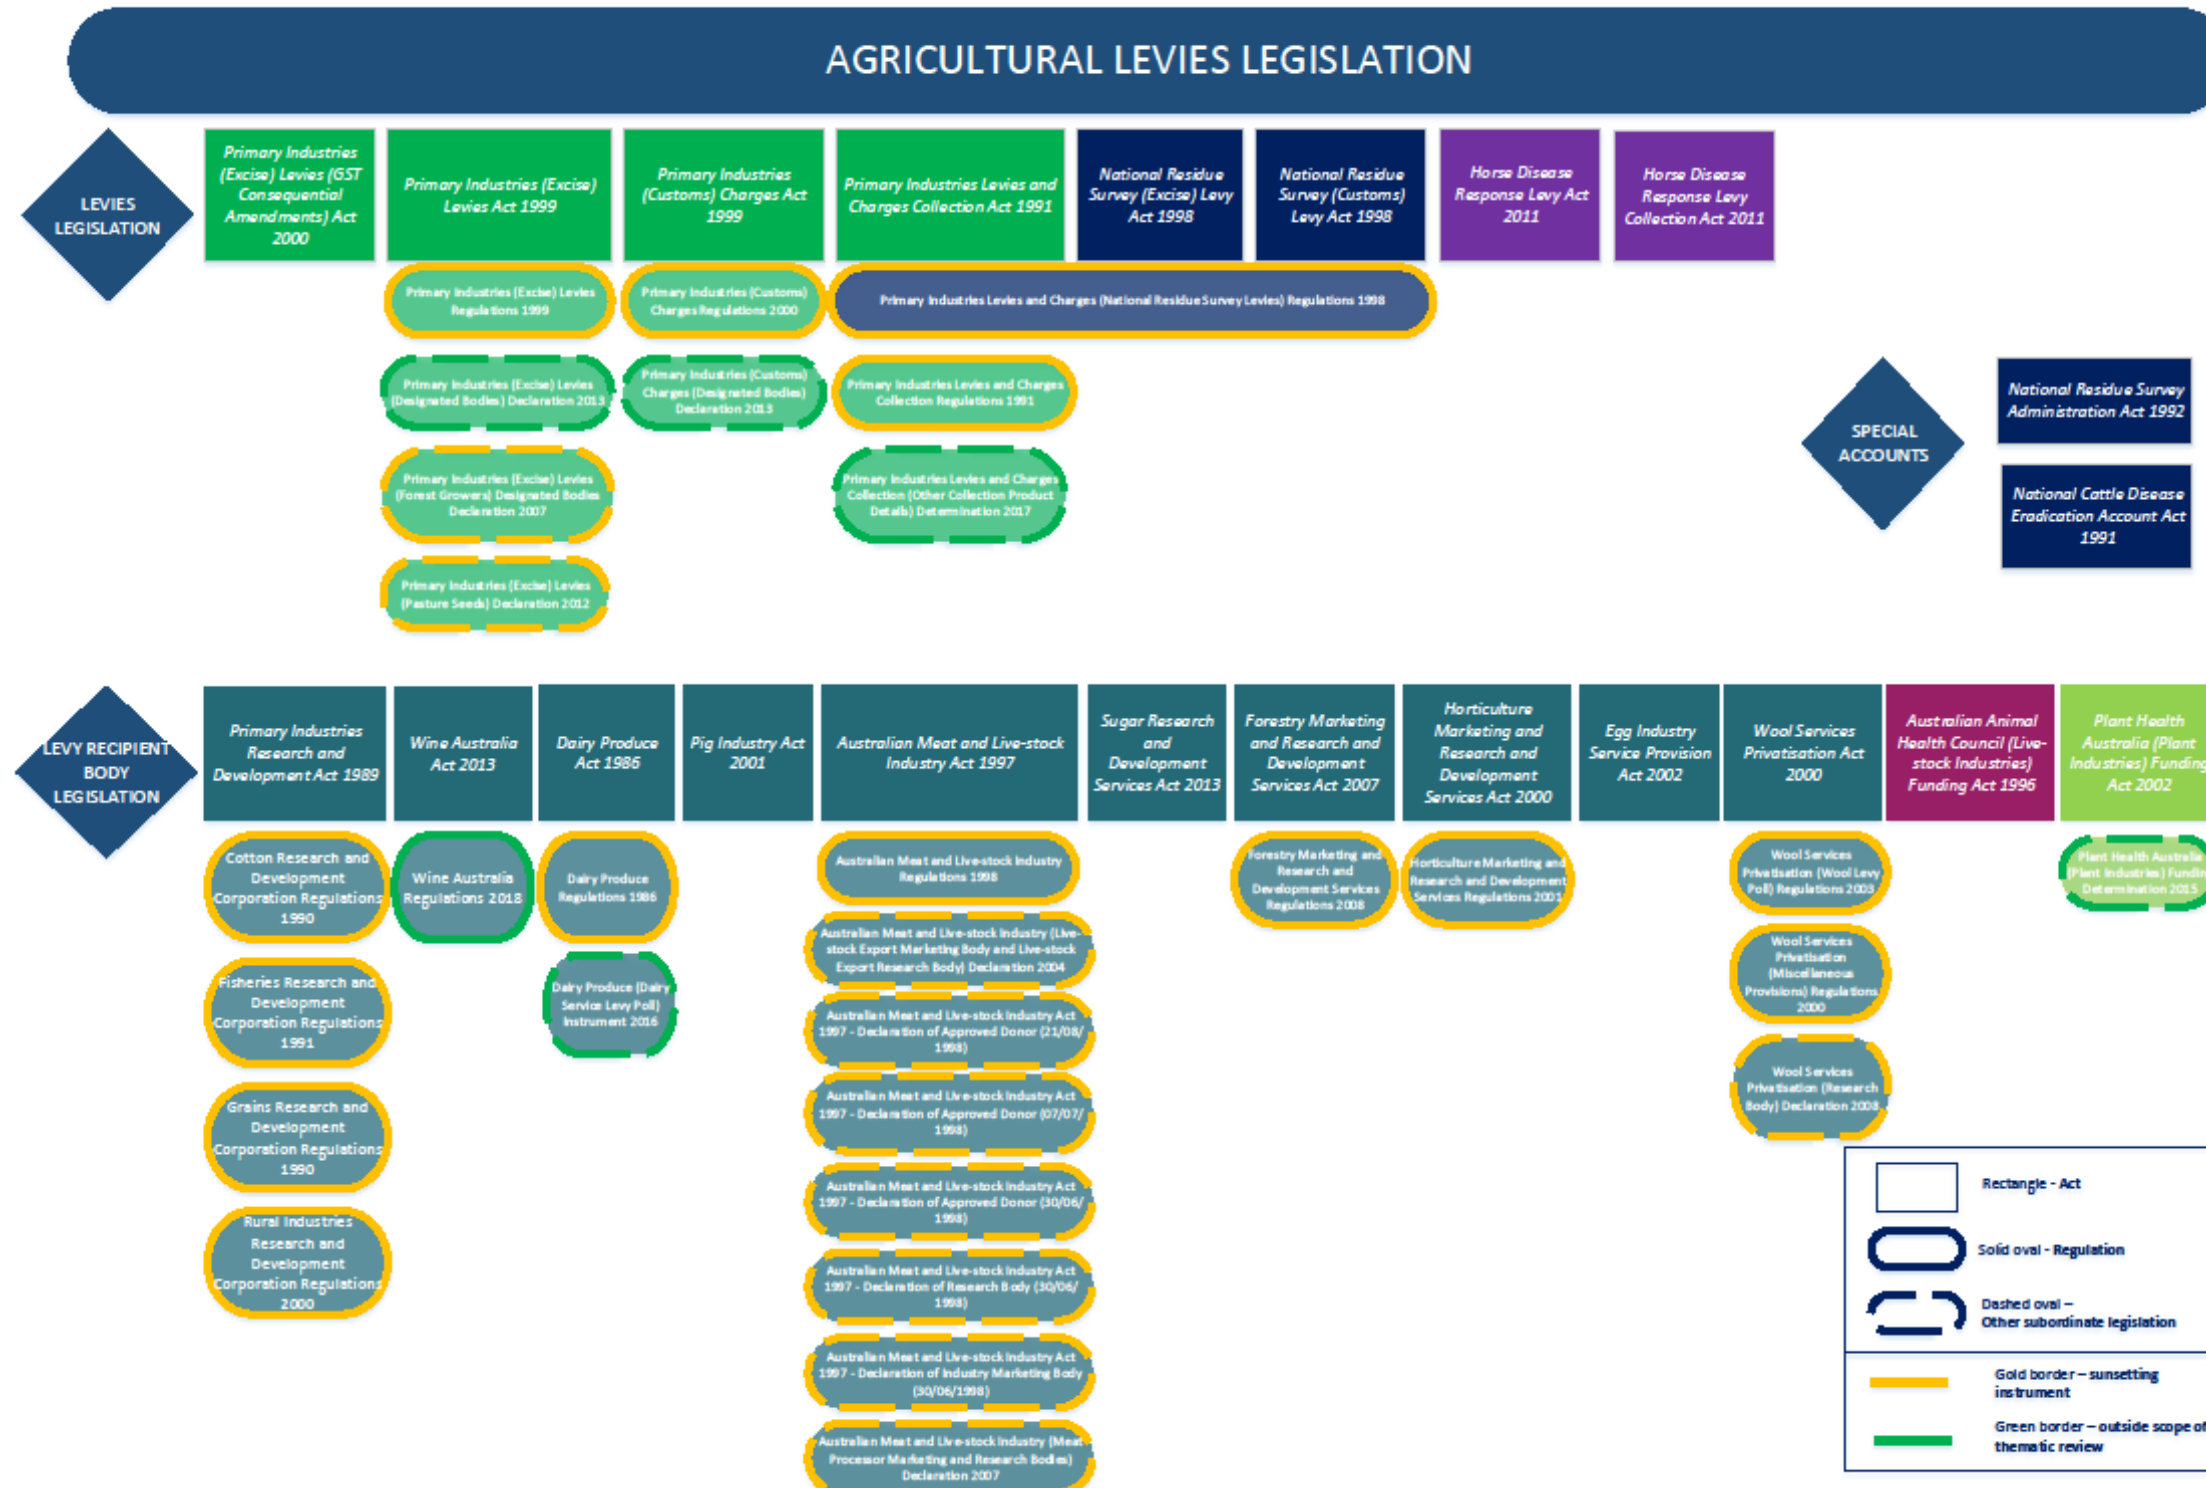 AGRICULTURAL LEVIES LEGISLATION
LEVIES
LEGISLATION
Primary Industries
(Excise) Levies (GST
Consequential
Amendments) Act
2000
Primary Industries (Excise)
Levies Act 1999
Primary Industries
(Customs) Charges Act
1999
Primary Industries Levies and
Charges Collection Act 1991
National Residue
Survey (Excise) Levy
Act 1998
National Residue
Survey (Customs)
Levy Act 1998
Horse Disease
Response Levy Act
2011
Horse Disease
Response Levy
Collection Act 2011
Primary Industries (Excise) Levies
Regulations 1999
Primary Industries (Customs)
Charges Regulations 2000
Primary Industries Levies and Charges (National Residue Survey Levies) Regulations 1998
Primary Industries (Excise) Levies
(Designated Bodies) Declaration 2013
Primary Industries (Customs)
Charges (Designated Bodies)
Declaration 2013
Primary Industries Levies and Charges
Collection Regulations 1991
Primary Industries (Excise) Levies
(Forest Growers) Designated Bodies
Declaration 2007
Primary Industries Levies and Charges
Collection (Other Collection Product
Details) Determination 2017
Primary Industries (Excise) Levies
(Pasture Seeds) Declaration 2012
SPECIAL
ACCOUNTS
National Residue Survey
Administration Act 1992
National Cattle Disease
Eradication Account Act
1991
LEVY RECIPIENT
BODY
LEGISLATION
Primary Industries
Research and
Development Act 1989
Wine Australia
Act 2013
Dairy Produce
Act 1986
Pig Industry Act
2001
Australian Meat and Live-stock
Industry Act 1997
Sugar Research
and
Development
Services Act 2013
Forestry Marketing
and Research and
Development
Services Act 2007
Horticulture
Marketing and
Research and
Development
Services Act 2000
Egg Industry
Service Provision
Act 2002
Wool Services
Privatisation Act
2000
Australian Animal
Health Council (Live-
stock Industries)
Funding Act 1996
Plant Health
Australia (Plant
Industries) Funding
Act 2002
Cotton Research and
Development
Corporation Regulations
1990
Fisheries Research and
Development
Corporation Regulations
1991
Grains Research and
Development
Corporation Regulations
1990
Rural Industries
Research and
Development
Corporation Regulations
2000
Wine Australia
Regulations 2018
Dairy Produce
Regulations 1986
Dairy Produce (Dairy
Service Levy Poll)
Instrument 2016
Australian Meat and Live-stock Industry
Regulations 1998
Australian Meat and Live-stock Industry (Live-
stock Export Marketing Body and Live-stock
Export Research Body) Declaration 2004
Australian Meat and Live-stock Industry Act
1997 - Declaration of Approved Donor (21/08/
1998)
Australian Meat and Live-stock Industry Act
1997 - Declaration of Approved Donor (07/07/
1998)
Australian Meat and Live-stock Industry Act
1997 - Declaration of Approved Donor (30/06/
1998)
Australian Meat and Live-stock Industry Act
1997 - Declaration of Research Body (30/06/
1998)
Australian Meat and Live-stock Industry Act
1997 - Declaration of Industry Marketing Body
(30/06/1998)
Australian Meat and Live-stock Industry (Meat
Processor Marketing and Research Bodies)
Declaration 2007
Forestry Marketing and
Research and
Development Services
Regulations 2008
Horticulture Marketing and
Research and Development
Services Regulations 2001
Wool Services
Privatisation (Wool Levy
Poll) Regulations 2003
Wool Services
Privatisation
(Miscellaneous
Provisions) Regulations
2000
Wool Services
Privatisation (Research
Body) Declaration 2008
Plant Health Australia
(Plant Industries) Funding
Determination 2015
Rectangle - Act
Solid oval - Regulation
Dashed oval –
Other subordinate legislation
Gold border – sunsetting
instrument
Green border – outside scope of
thematic review